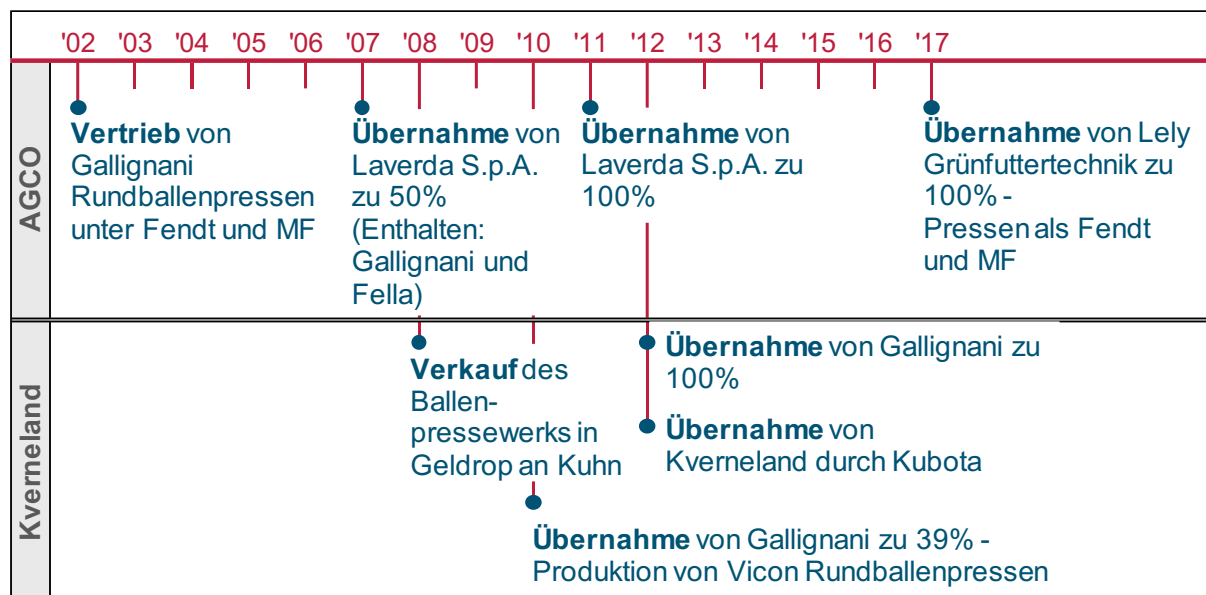 '02 '03 '04 '05 '06 '07 '08 '09 '10 '11 '12 '13 '14 '15 '16 '17
AGCO
Vertrieb von
Gallignani
Rundballenpressen
unter Fendt und MF
Übernahme von
Laverda S.p.A.
zu 50%
(Enthalten:
Gallignani und
Fella)
Übernahme von
Laverda S.p.A. zu
100%
Übernahme von Lely
Grünfuttertechnik zu
100% -
Pressen als Fendt
und MF
Kverneland
Verkauf des
Ballen-
pressewerks in
Geldrop an Kuhn
Übernahme von Gallignani zu 39% -
Produktion von Vicon Rundballenpressen
Übernahme von Gallignani zu
100%
Übernahme von
Kverneland durch Kubota